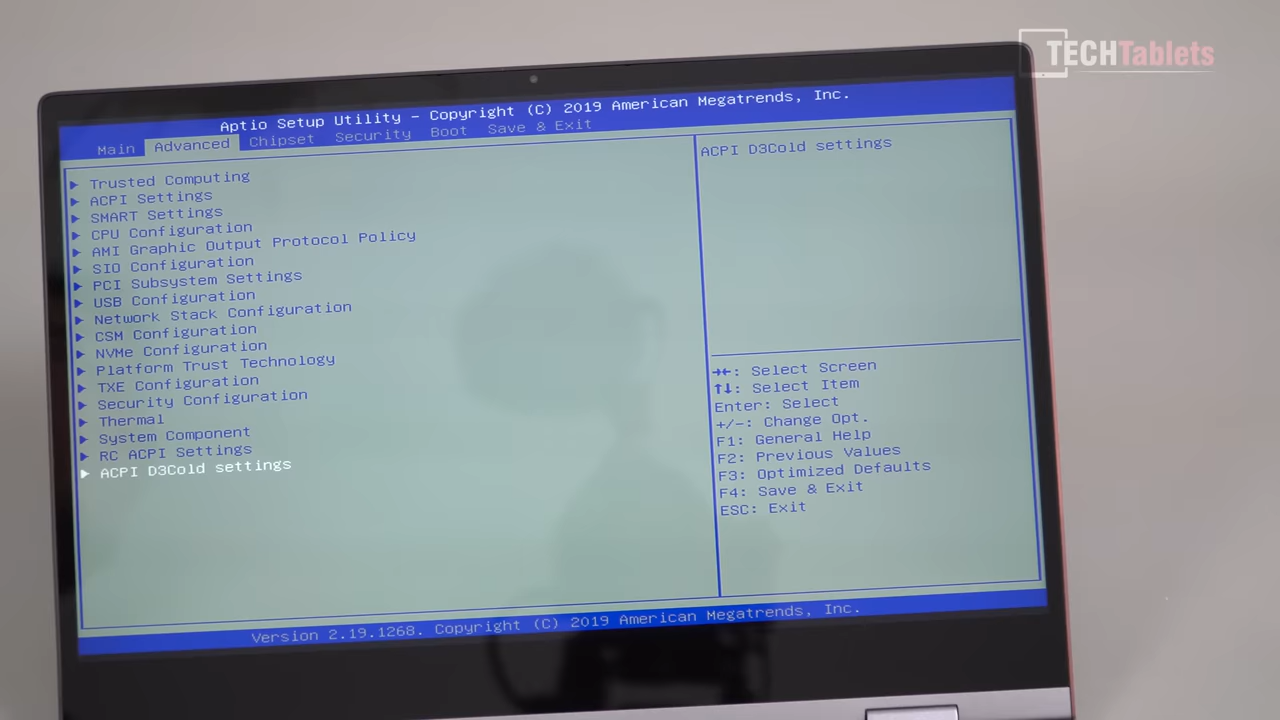 TECHTablets
Aptio Setup Utility – Copyright (C) 2019 American Megatrends, Inc.
Main Advanced Chipset Security Boot Save & Exit
Trusted Computing
ACPI Settings
SMART Settings
CPU Configuration
AMI Graphic Output Protocol Policy
SIO Configuration
PCI Subsystem Settings
USB Configuration
Network Stack Configuration
CSM Configuration
NVMe Configuration
Platform Trust Technology
TXE Configuration
Security Configuration
Thermal
System Component
RC ACPI Settings
ACPI D3Cold settings
ACPI D3Cold settings
→←: Select Screen
↑↓: Select Item
Enter: Select
+/-: Change Opt.
F1: General Help
F2: Previous Values
F3: Optimized Defaults
F4: Save & Exit
ESC: Exit
Version 2.19.1268. Copyright (C) 2019 American Megatrends, Inc.